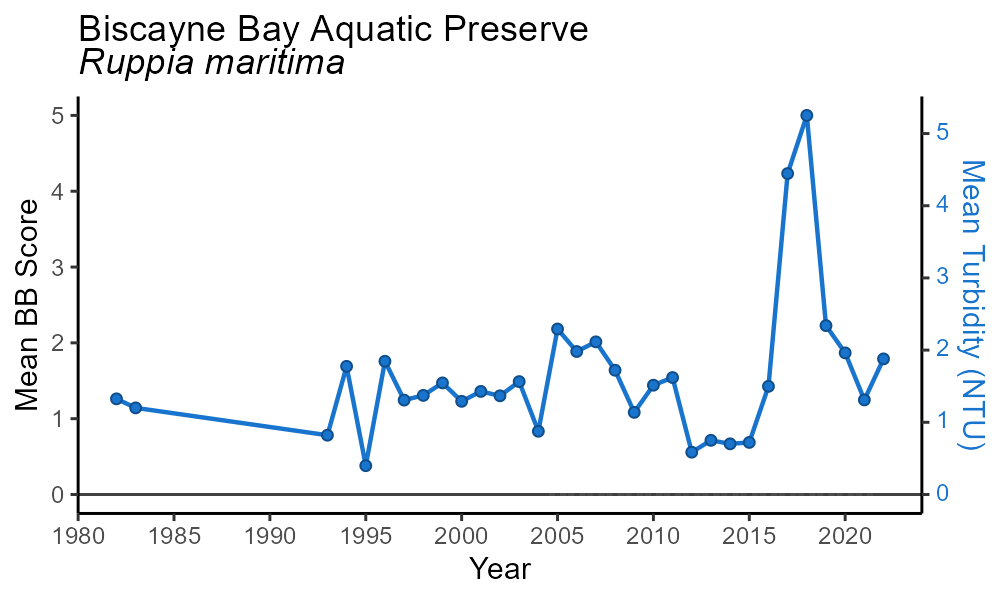 Biscayne Bay Aquatic Preserve
Ruppia maritima
Mean BB Score
5
4
3
2
1
0
5
4
3
2
1
0
Mean Turbidity (NTU)
1980 1985 1990 1995 2000 2005 2010 2015 2020
Year